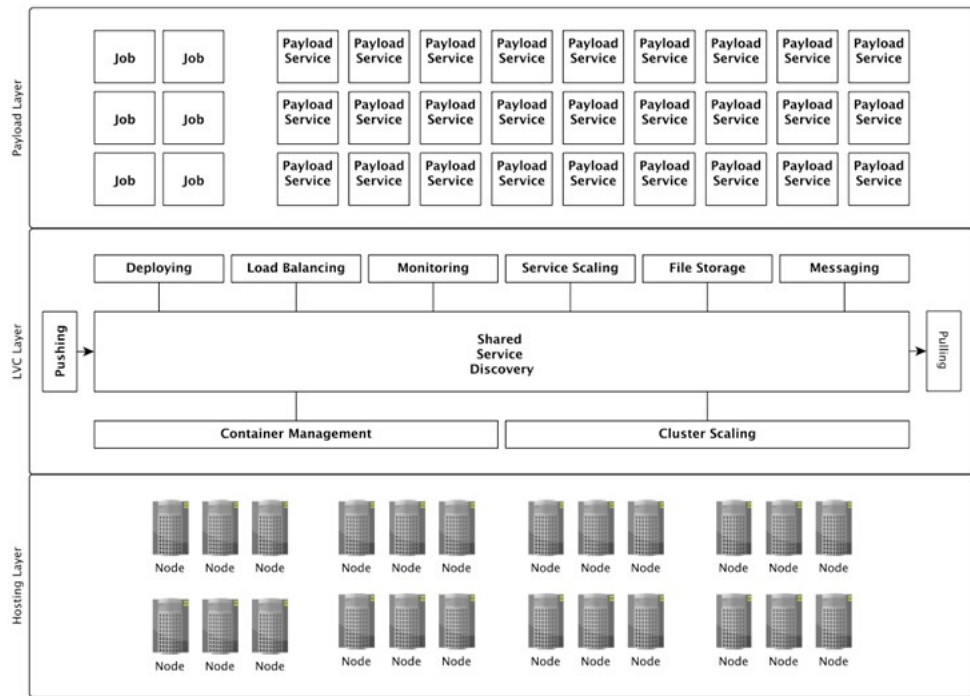 Payload Layer
Job Job Payload Payload Payload Payload Payload Payload Payload Payload Payload
Service Service Service Service Service Service Service Service Service
Job Job Payload Payload Payload Payload Payload Payload Payload Payload Payload
Service Service Service Service Service Service Service Service Service
Job Job Payload Payload Payload Payload Payload Payload Payload Payload Payload
Service Service Service Service Service Service Service Service Service
LVC Layer
Deploying Load Balancing Monitoring Service Scaling File Storage Messaging
Pushing
Shared
Service
Discovery
Pulling
Container Management Cluster Scaling
Hosting Layer
Node Node Node Node Node Node Node Node Node Node Node Node
Node Node Node Node Node Node Node Node Node Node Node Node